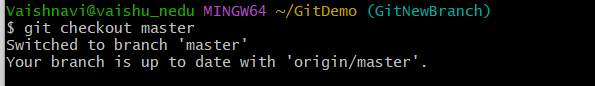 Vaishnavi@vaishu_nedu MINGW64 ~/GitDemo (GitNewBranch)
$ git checkout master
Switched to branch 'master'
Your branch is up to date with 'origin/master'.